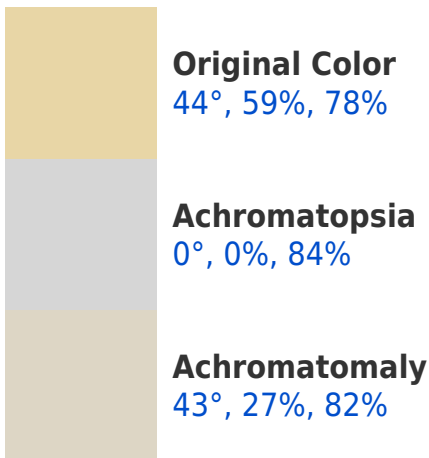 Original Color
44°, 59%, 78%
Achromatopsia
0°, 0%, 84%
Achromatomaly
43°, 27%, 82%